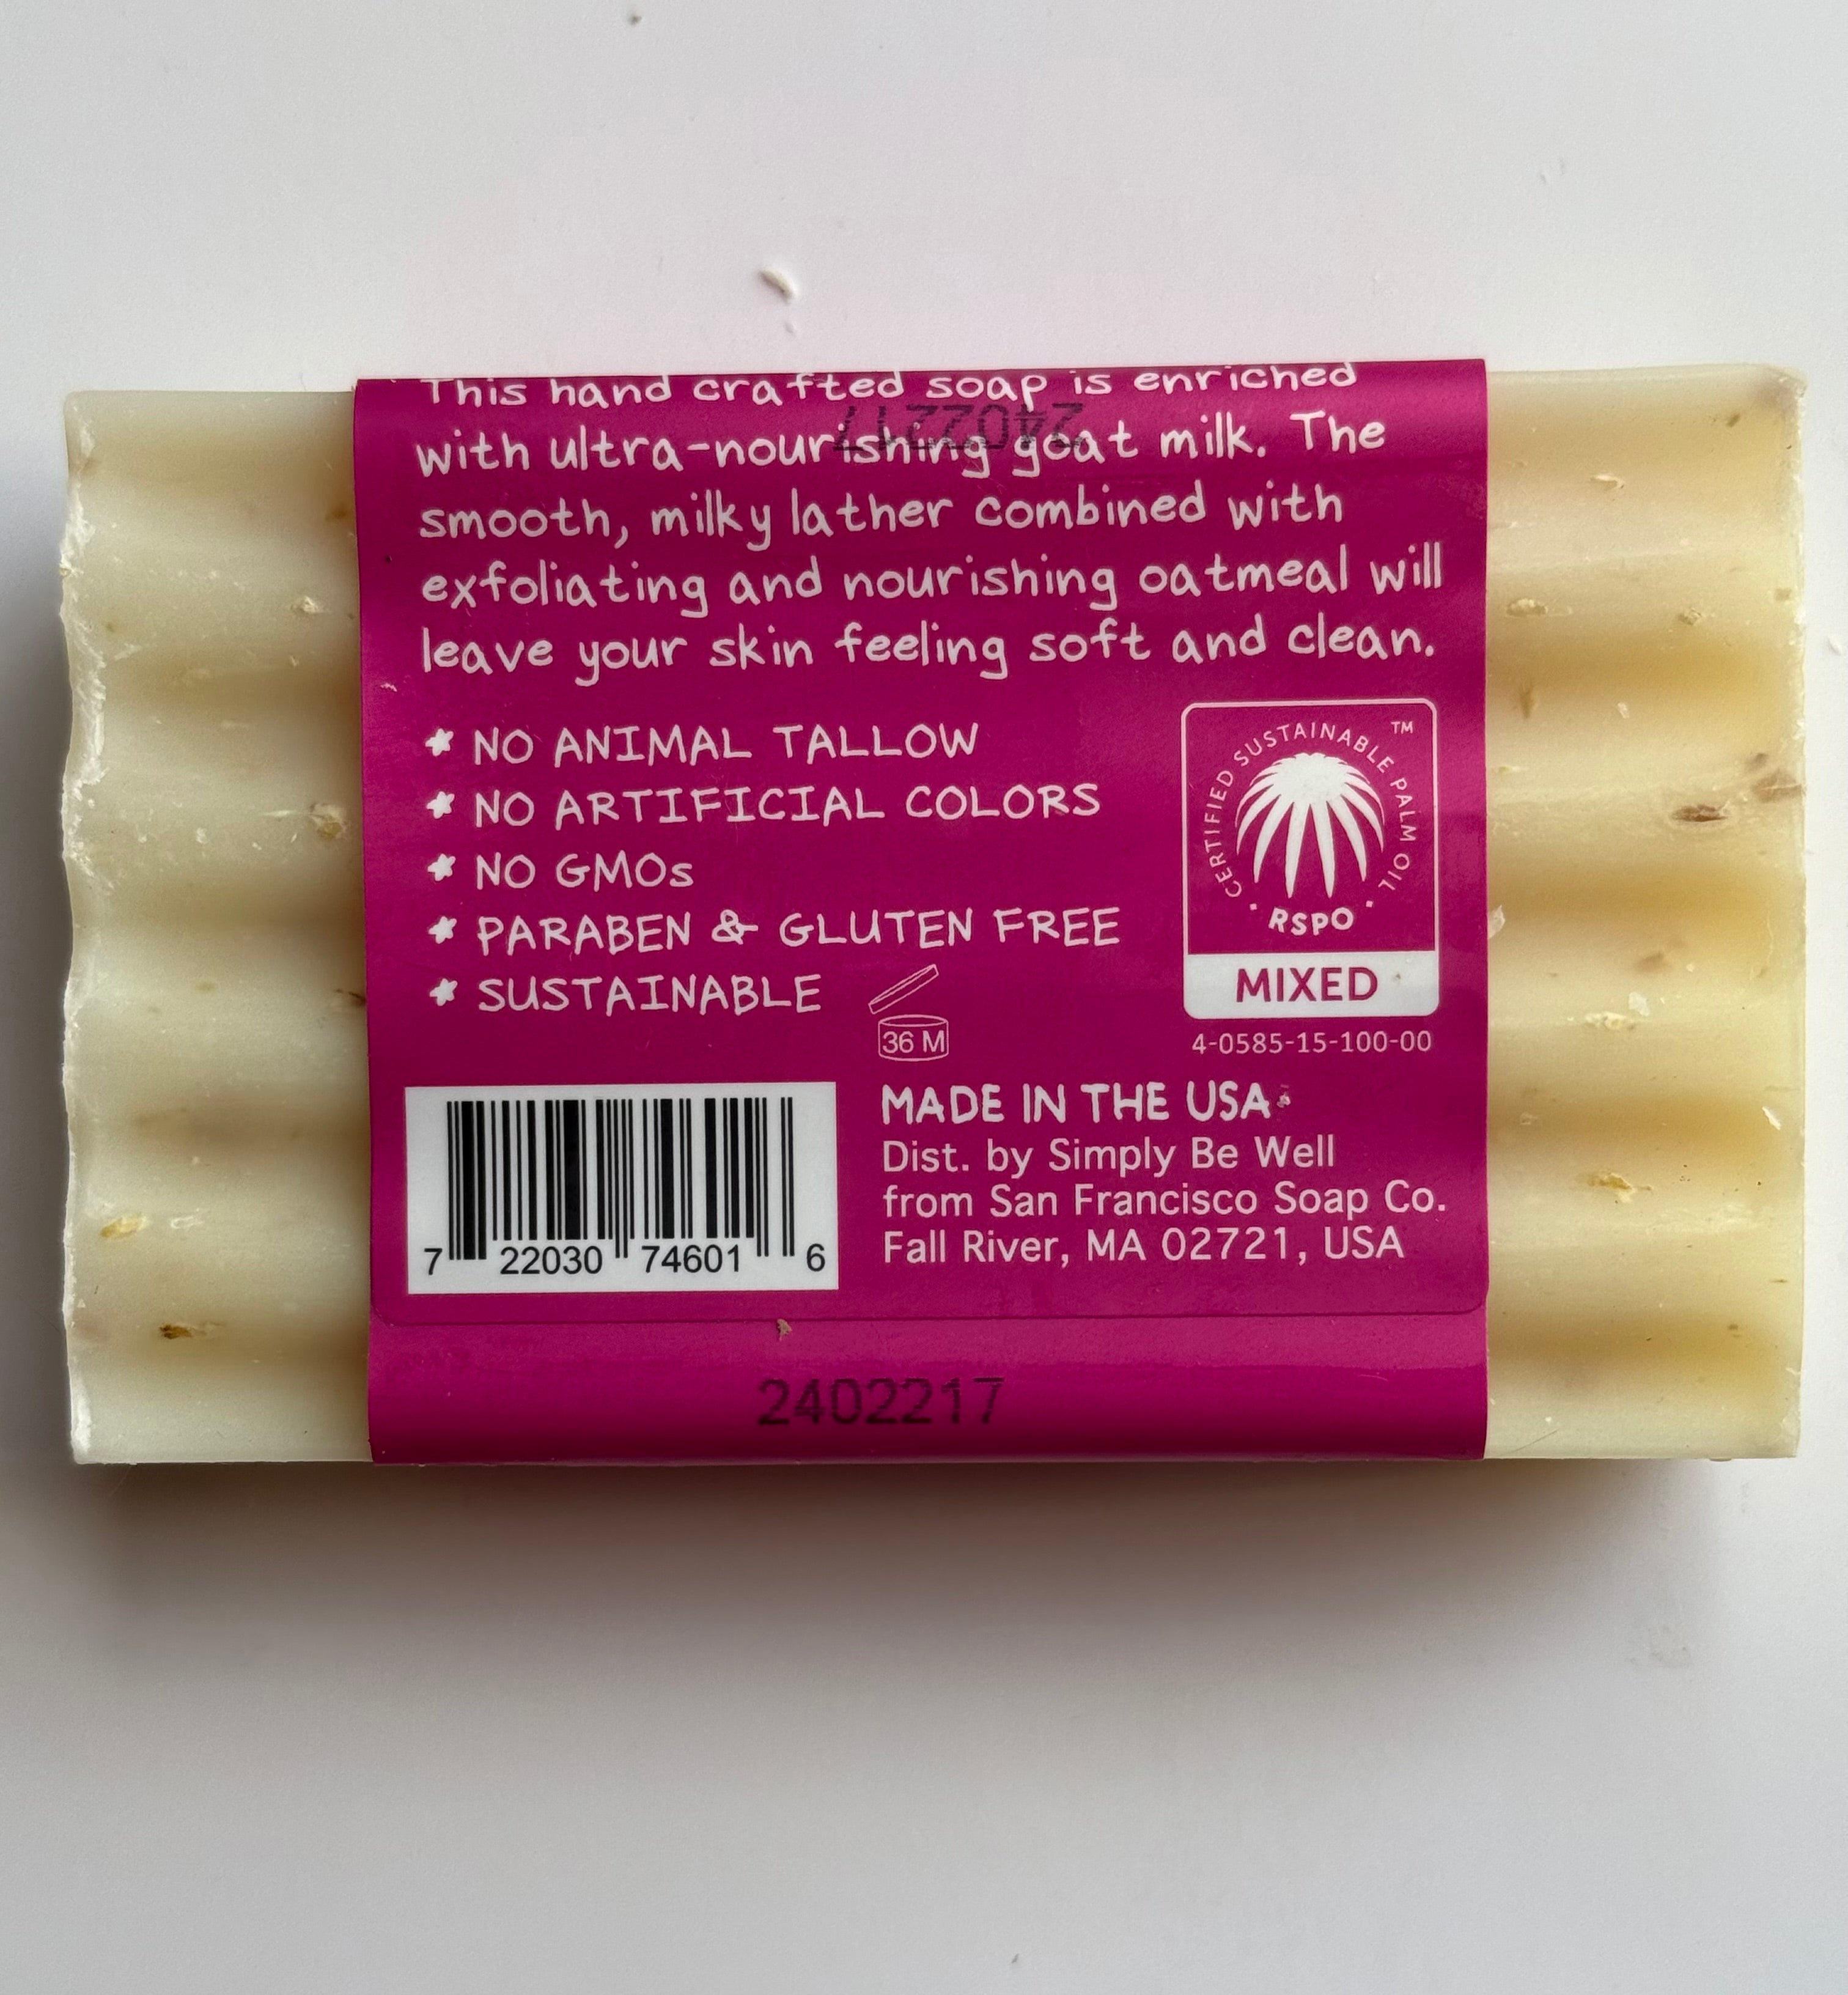 This hand crafted soap is enriched
with ultra-nourishing goat milk. The
smooth, milky lather combined with
exfoliating and nourishing oatmeal will
leave your skin feeling soft and clean.
2402217
* NO ANIMAL TALLOW
* NO ARTIFICIAL COLORS
* NO GMOs
* PARABEN & GLUTEN FREE
* SUSTAINABLE
36 M
CERTIFIED SUSTAINABLE PALM OIL TM
· RSPO ·
MIXED
4-0585-15-100-00
7 22030 74601 6
MADE IN THE USA
Dist. by Simply Be Well
from San Francisco Soap Co.
Fall River, MA 02721, USA
2402217